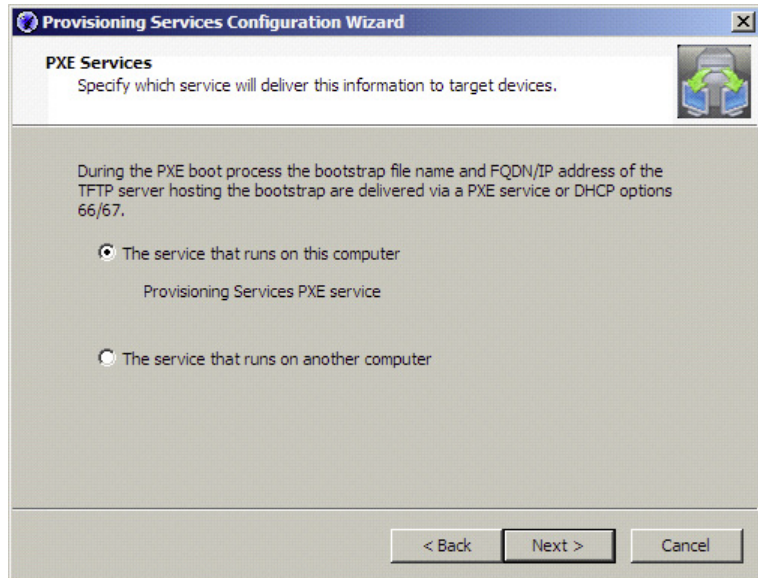 Provisioning Services Configuration Wizard
PXE Services
Specify which service will deliver this information to target devices.
During the PXE boot process the bootstrap file name and FQDN/IP address of the
TFTP server hosting the bootstrap are delivered via a PXE service or DHCP options
66/67.
The service that runs on this computer
Provisioning Services PXE service
The service that runs on another computer
< Back Next > Cancel